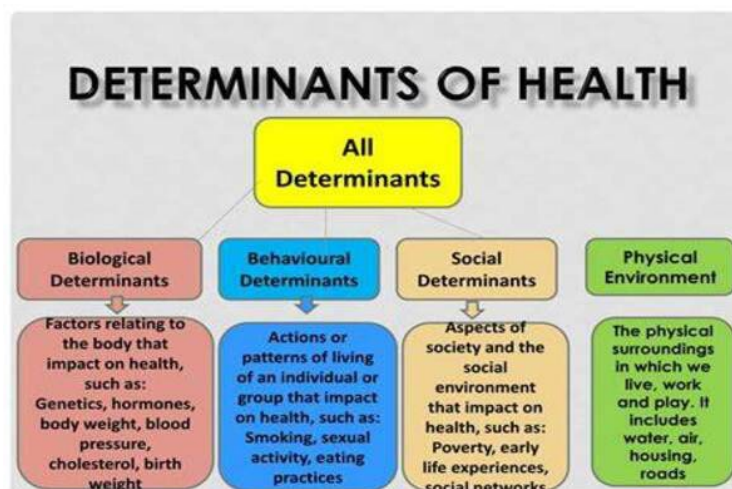 DETERMINANTS OF HEALTH
All
Determinants
Biological
Determinants
Behavioural
Determinants
Social
Determinants
Physical
Environment
Factors relating to
the body that
impact on health,
such as:
Genetics, hormones,
body weight, blood
pressure,
cholesterol, birth
weight
Actions or
patterns of living
of an individual or
group that impact
on health, such as:
Smoking, sexual
activity, eating
practices
Aspects of
society and the
social
environment
that impact on
health, such as:
Poverty, early
life experiences,
social networks
The physical
surroundings
in which we
live, work
and play. It
includes
water, air,
housing,
roads